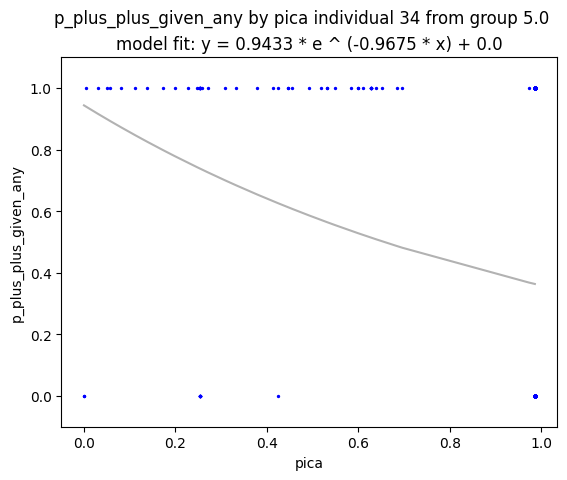 p_plus_plus_given_any by pica individual 34 from group 5.0
model fit: y = 0.9433 * e ^ (-0.9675 * x) + 0.0
1.0
0.8
0.6
0.4
0.2
0.0
p_plus_plus_given_any
0.0 0.2 0.4 0.6 0.8 1.0
pica